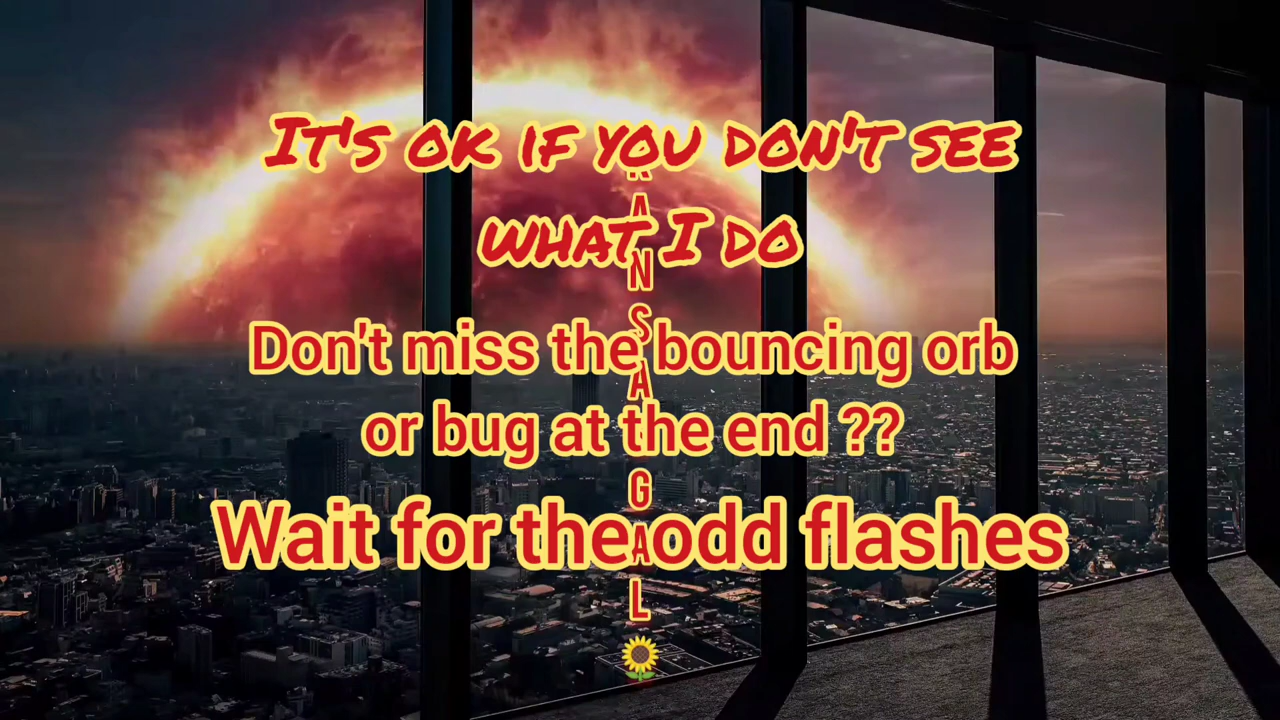 It's ok if you don't see
what I do
Don't miss the bouncing orb
or bug at the end ??
Wait for the odd flashes
GAL 🌻